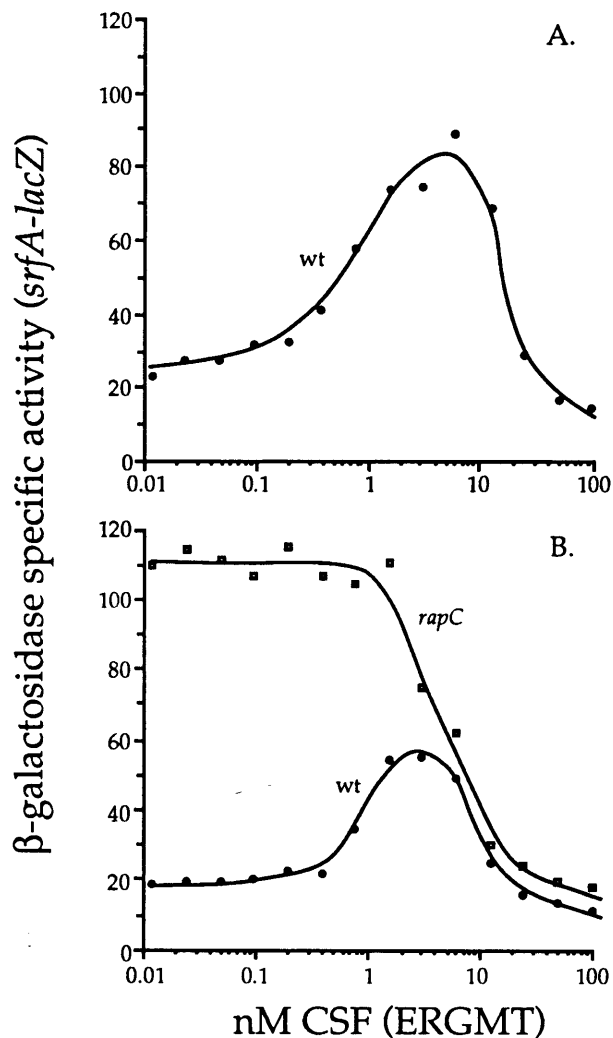 β-galactosidase specific activity (srfA-lacZ)
A.
120
100
80
60
40
20
0
wt
0.01 0.1 1 10 100
B.
120
100
80
60
40
20
0
rapC
wt
0.01 0.1 1 10 100
nM CSF (ERGMT)